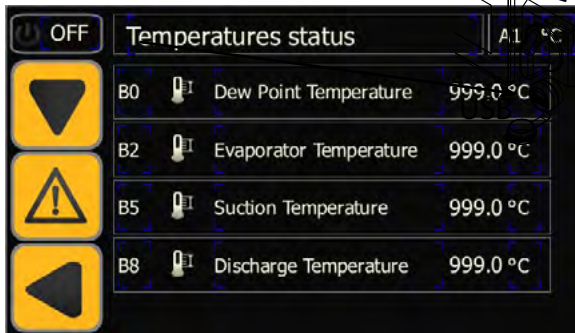 OFF Temperatures status A1 °C
B0 Dew Point Temperature 999.0 °C
USB
B2 Evaporator Temperature 999.0 °C
B5 Suction Temperature 999.0 °C
B8 Discharge Temperature 999.0 °C